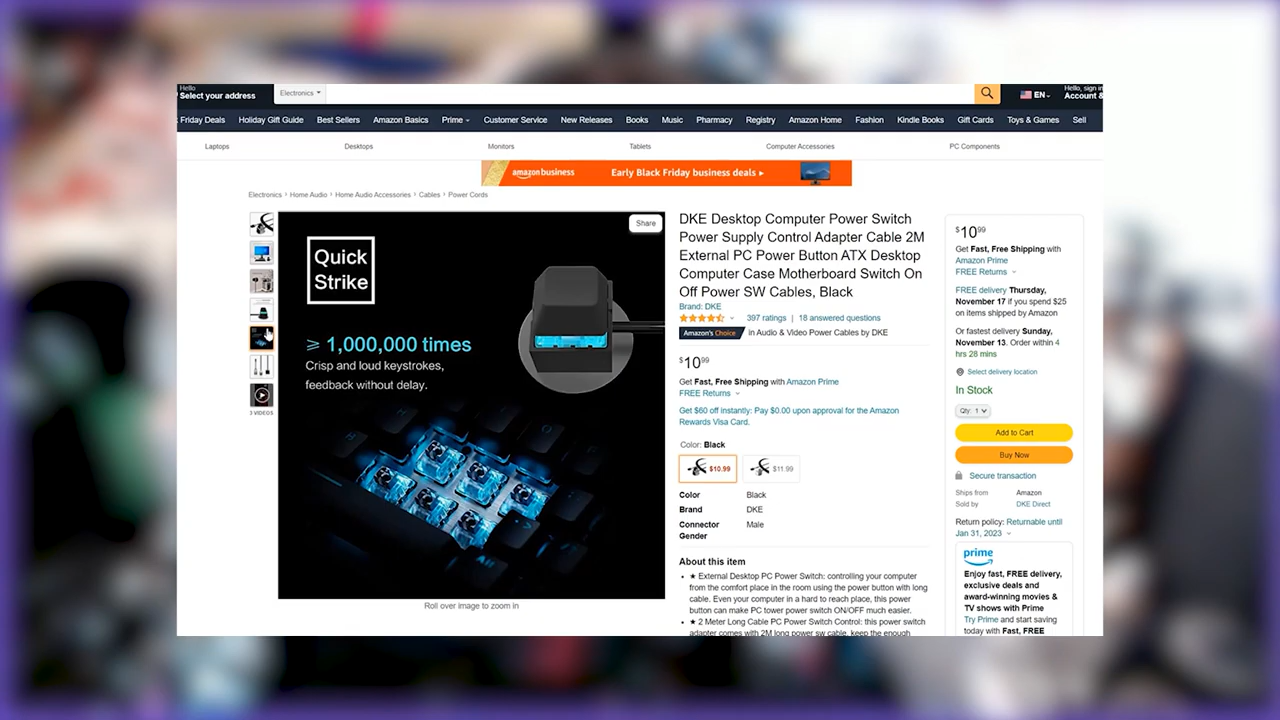 Hello
Select your address
Electronics
EN
Hello, sign in
Account &
Friday Deals
Holiday Gift Guide
Best Sellers
Amazon Basics
Prime
Customer Service
New Releases
Books
Music
Pharmacy
Registry
Amazon Home
Fashion
Kindle Books
Gift Cards
Toys & Games
Sell
Laptops
Desktops
Monitors
Tablets
Computer Accessories
PC Components
amazon business
Early Black Friday business deals ▸
Electronics › Home Audio › Home Audio Accessories › Cables › Power Cords
Share
Quick
Strike
≥ 1,000,000 times
Crisp and loud keystrokes,
feedback without delay.
Alt
3 VIDEOS
Roll over image to zoom in
DKE Desktop Computer Power Switch
Power Supply Control Adapter Cable 2M
External PC Power Button ATX Desktop
Computer Case Motherboard Switch On
Off Power SW Cables, Black
Brand: DKE
397 ratings | 18 answered questions
Amazon's Choice in Audio & Video Power Cables by DKE
$10.99
Get Fast, Free Shipping with Amazon Prime
FREE Returns
Get $60 off instantly: Pay $0.00 upon approval for the Amazon
Rewards Visa Card.
Color: Black
$10.99
$11.99
Color Black
Brand DKE
Connector Male
Gender
About this item
• ★ External Desktop PC Power Switch: controlling your computer
from the comfort place in the room using the power button with long
cable. Even your computer in a hard to reach place, this power
button can make PC tower power switch ON/OFF much easier.
• ★ 2 Meter Long Cable PC Power Switch Control: this power switch
adapter comes with 2M long power sw cable, keep the enough
$10.99
Get Fast, Free Shipping with
Amazon Prime
FREE Returns
FREE delivery Thursday,
November 17 if you spend $25
on items shipped by Amazon
Or fastest delivery Sunday,
November 13. Order within 4
hrs 28 mins
Select delivery location
In Stock
Qty: 1
Add to Cart
Buy Now
Secure transaction
Ships from Amazon
Sold by DKE Direct
Return policy: Returnable until
Jan 31, 2023
prime
Enjoy fast, FREE delivery,
exclusive deals and
award-winning movies &
TV shows with Prime
Try Prime and start saving
today with Fast, FREE